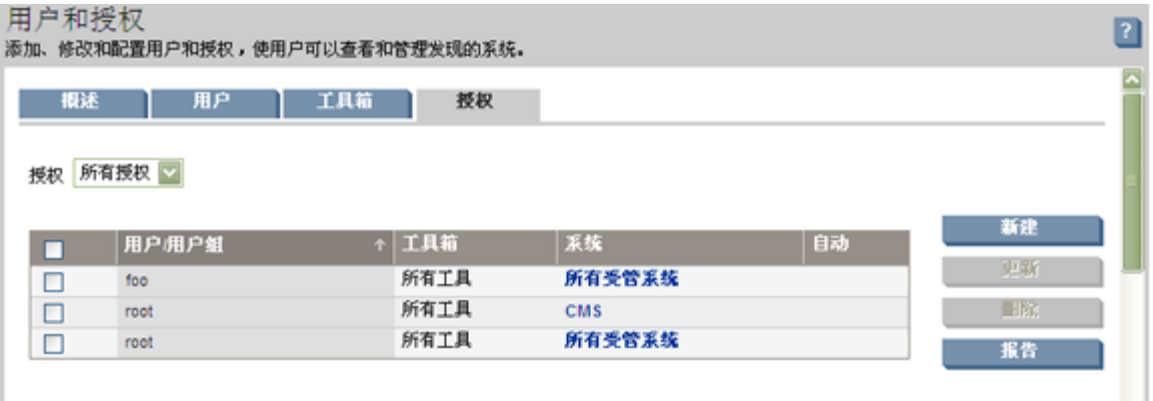 用户和授权
添加、修改和配置用户和授权，使用户可以查看和管理发现的系统。
?
概述 用户 工具箱 授权
授权 所有授权
用户/用户组 工具箱 系统 自动
foo 所有工具 所有受管系统
root 所有工具 CMS
root 所有工具 所有受管系统
新建
更新
删除
报告